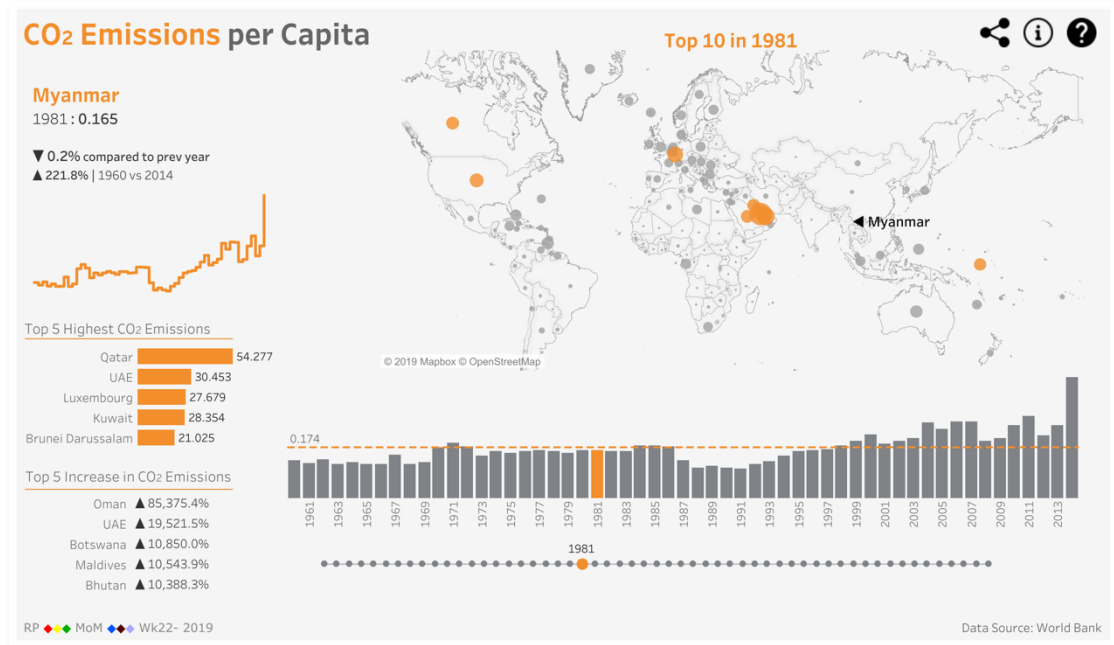 CO2 Emissions per Capita
Top 10 in 1981
Myanmar
1981 : 0.165
▼ 0.2% compared to prev year
▲ 221.8% | 1960 vs 2014
◀ Myanmar
© 2019 Mapbox © OpenStreetMap
Top 5 Highest CO2 Emissions
Qatar 54.277
UAE 30.453
Luxembourg 27.679
Kuwait 28.354
Brunei Darussalam 21.025
Top 5 Increase in CO2 Emissions
Oman ▲ 85,375.4%
UAE ▲ 19,521.5%
Botswana ▲ 10,850.0%
Maldives ▲ 10,543.9%
Bhutan ▲ 10,388.3%
0.174
1961 1963 1965 1967 1969 1971 1973 1975 1977 1979 1981 1983 1985 1987 1989 1991 1993 1995 1997 1999 2001 2003 2005 2007 2009 2011 2013
1981
RP MoM Wk22- 2019
Data Source: World Bank